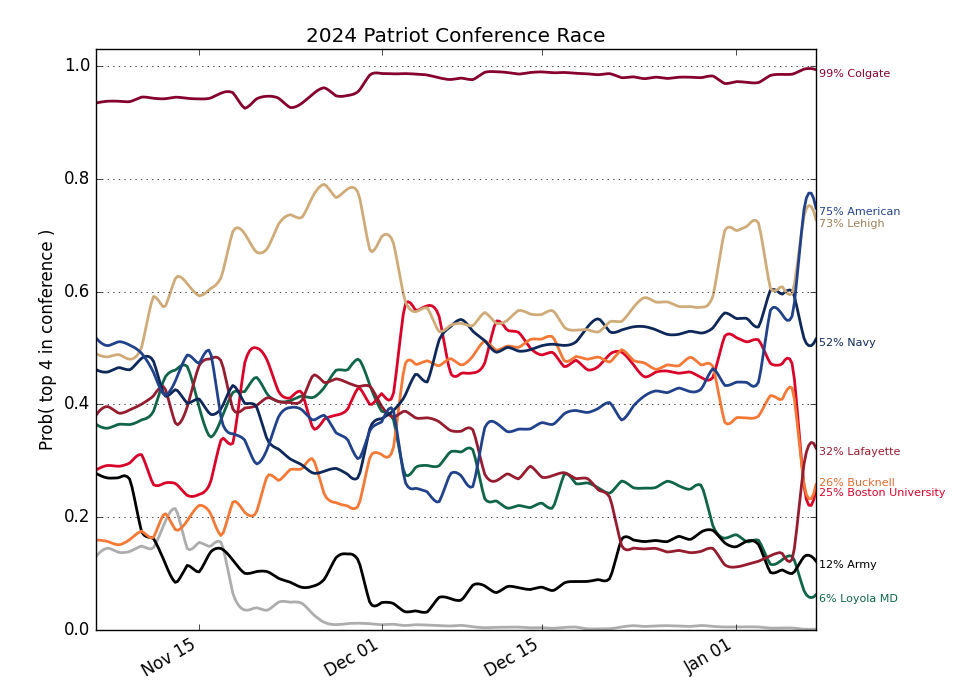 2024 Patriot Conference Race
Prob( top 4 in conference )
1.0
0.8
0.6
0.4
0.2
0.0
Nov 15
Dec 01
Dec 15
Jan 01
99% Colgate
75% American
73% Lehigh
52% Navy
32% Lafayette
26% Bucknell
25% Boston University
12% Army
6% Loyola MD